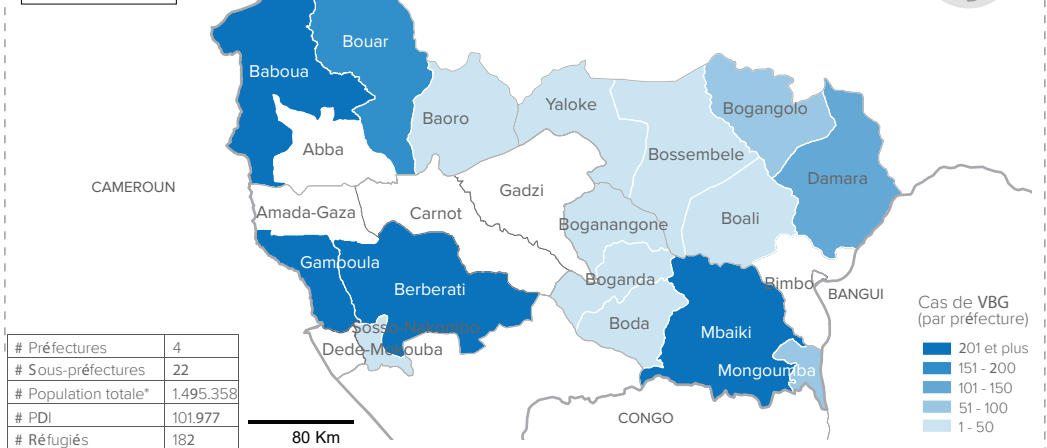 Bouar
Baboua
Baoro
Yaloke
Bogangolo
Abba
Bossembele
Damara
CAMEROUN
Gadzi
Amada-Gaza
Carnot
Boganangone
Boali
Gamboula
Berberati
Boganda
Bimbo
BANGUI
Sosso-Nakombo
Boda
Mbaiki
Dede-Mokouba
Mongoumba
CONGO
80 Km
Cas de VBG
(par préfecture)
201 et plus
151 - 200
101 - 150
51 - 100
1 - 50
# Préfectures 4
# Sous-préfectures 22
# Population totale* 1.495.358
# PDI 101.977
# Réfugiés 182